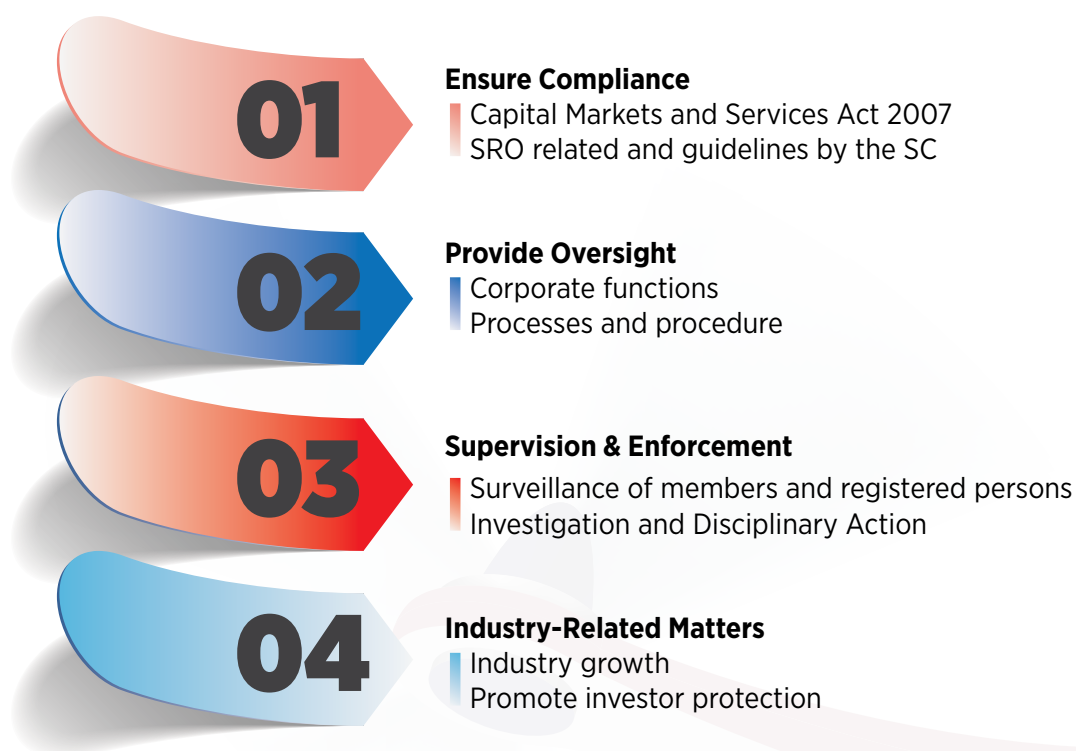 01
Ensure Compliance
Capital Markets and Services Act 2007
SRO related and guidelines by the SC
02
Provide Oversight
Corporate functions
Processes and procedure
03
Supervision & Enforcement
Surveillance of members and registered persons
Investigation and Disciplinary Action
04
Industry-Related Matters
Industry growth
Promote investor protection